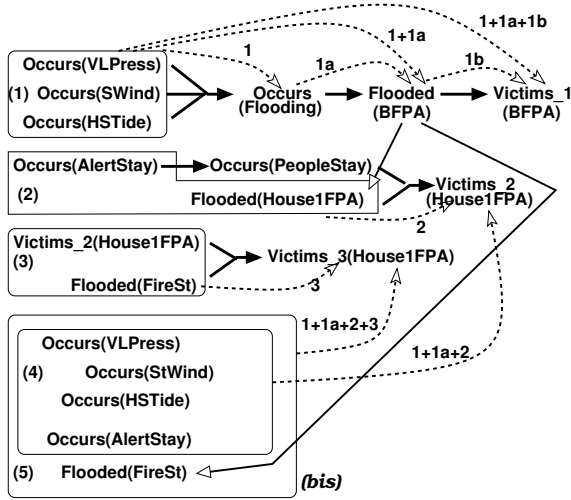 1+1a+1b
Occurs(VLPress)
1
1+1a
1a
1b
(1) Occurs(SWind)
Occurs
(Flooding)
Flooded
(BFPA)
Victims_1
(BFPA)
Occurs(HSTide)
Occurs(AlertStay)
Occurs(PeopleStay)
(2)
Flooded(House1FPA)
Victims_2
(House1FPA)
2
Victims_2(House1FPA)
(3)
Flooded(FireSt)
Victims_3(House1FPA)
3
1+1a+2+3
Occurs(VLPress)
1+1a+2
(4)
Occurs(StWind)
Occurs(HSTide)
Occurs(AlertStay)
(5) Flooded(FireSt)
(bis)